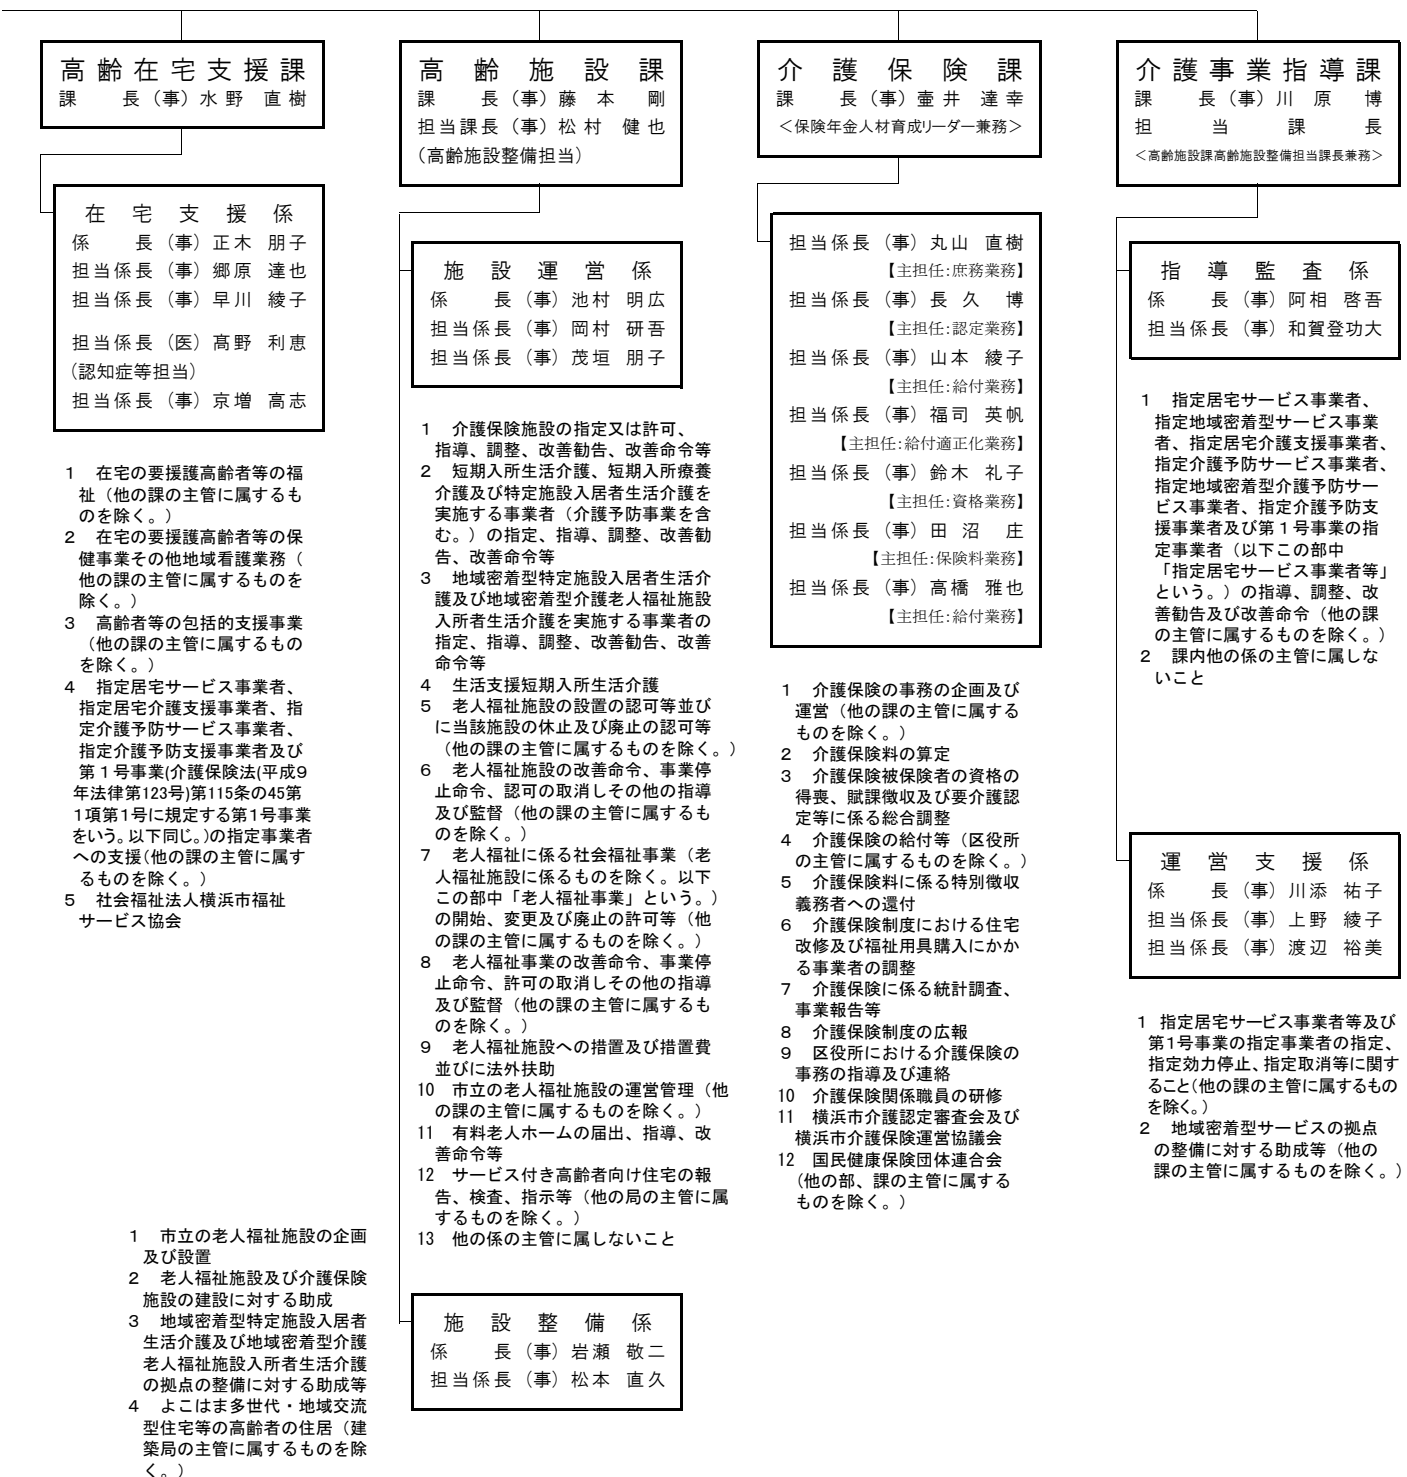 高齢在宅支援課
課長（事）水野 直樹
在宅支援係
係長（事）正木 朋子
担当係長（事）郷原 達也
担当係長（事）早川 綾子
担当係長（医）髙野 利恵
（認知症等担当）
担当係長（事）京増 高志
1 在宅の要援護高齢者等の福
祉（他の課の主管に属するも
のを除く。）
2 在宅の要援護高齢者等の保
健事業その他地域看護業務（
他の課の主管に属するものを
除く。）
3 高齢者等の包括的支援事業
（他の課の主管に属するもの
を除く。）
4 指定居宅サービス事業者、
指定居宅介護支援事業者、指
定介護予防サービス事業者、
指定介護予防支援事業者及び
第１号事業(介護保険法(平成９
年法律第123号)第115条の45第
1項第1号に規定する第1号事業
をいう。以下同じ。)の指定事業者
への支援(他の課の主管に属す
るものを除く。）
5 社会福祉法人横浜市福祉
サービス協会
高齢施設課
課長（事）藤本 剛
担当課長（事）松村 健也
（高齢施設整備担当）
施設運営係
係長（事）池村 明広
担当係長（事）岡村 研吾
担当係長（事）茂垣 朋子
1 介護保険施設の指定又は許可、
指導、調整、改善勧告、改善命令等
2 短期入所生活介護、短期入所療養
介護及び特定施設入居者生活介護を
実施する事業者（介護予防事業を含
む。）の指定、指導、調整、改善勧
告、改善命令等
3 地域密着型特定施設入居者生活介
護及び地域密着型介護老人福祉施設
入所者生活介護を実施する事業者の
指定、指導、調整、改善勧告、改善
命令等
4 生活支援短期入所生活介護
5 老人福祉施設の設置の認可等並び
に当該施設の休止及び廃止の認可等
（他の課の主管に属するものを除く。）
6 老人福祉施設の改善命令、事業停
止命令、認可の取消しその他の指導
及び監督（他の課の主管に属するも
のを除く。）
7 老人福祉に係る社会福祉事業（老
人福祉施設に係るものを除く。以下
この部中「老人福祉事業」という。）
の開始、変更及び廃止の許可等（他
の課の主管に属するものを除く。）
8 老人福祉事業の改善命令、事業停
止命令、許可の取消しその他の指導
及び監督（他の課の主管に属するも
のを除く。）
9 老人福祉施設への措置及び措置費
並びに法外扶助
10 市立の老人福祉施設の運営管理（他
の課の主管に属するものを除く。）
11 有料老人ホームの届出、指導、改
善命令等
12 サービス付き高齢者向け住宅の報
告、検査、指示等（他の局の主管に属
するものを除く。）
13 他の係の主管に属しないこと
施設整備係
係長（事）岩瀬 敬二
担当係長（事）松本 直久
1 市立の老人福祉施設の企画
及び設置
2 老人福祉施設及び介護保険
施設の建設に対する助成
3 地域密着型特定施設入居者
生活介護及び地域密着型介護
老人福祉施設入所者生活介護
の拠点の整備に対する助成等
4 よこはま多世代・地域交流
型住宅等の高齢者の住居（建
築局の主管に属するものを除
く。）
介護保険課
課長（事）壷井 達幸
＜保険年金人材育成リーダー兼務＞
担当係長（事）丸山 直樹
【主担任:庶務業務】
担当係長（事）長久 博
【主担任:認定業務】
担当係長（事）山本 綾子
【主担任:給付業務】
担当係長（事）福司 英帆
【主担任:給付適正化業務】
担当係長（事）鈴木 礼子
【主担任:資格業務】
担当係長（事）田沼 庄
【主担任:保険料業務】
担当係長（事）高橋 雅也
【主担任:給付業務】
1 介護保険の事務の企画及び
運営（他の課の主管に属する
ものを除く。）
2 介護保険料の算定
3 介護保険被保険者の資格の
得喪、賦課徴収及び要介護認
定等に係る総合調整
4 介護保険の給付等（区役所
の主管に属するものを除く。）
5 介護保険料に係る特別徴収
義務者への還付
6 介護保険制度における住宅
改修及び福祉用具購入にかか
る事業者の調整
7 介護保険に係る統計調査、
事業報告等
8 介護保険制度の広報
9 区役所における介護保険の
事務の指導及び連絡
10 介護保険関係職員の研修
11 横浜市介護認定審査会及び
横浜市介護保険運営協議会
12 国民健康保険団体連合会
（他の部、課の主管に属する
ものを除く。）
介護事業指導課
課長（事）川原 博
担当課長
＜高齢施設課高齢施設整備担当課長兼務＞
指導監査係
係長（事）阿相 啓吾
担当係長（事）和賀登功大
1 指定居宅サービス事業者、
指定地域密着型サービス事業
者、指定居宅介護支援事業者、
指定介護予防サービス事業者、
指定地域密着型介護予防サー
ビス事業者、指定介護予防支
援事業者及び第１号事業の指
定事業者（以下この部中
「指定居宅サービス事業者等」
という。）の指導、調整、改
善勧告及び改善命令（他の課
の主管に属するものを除く。）
2 課内他の係の主管に属しな
いこと
運営支援係
係長（事）川添 祐子
担当係長（事）上野 綾子
担当係長（事）渡辺 裕美
1 指定居宅サービス事業者等及び
第1号事業の指定事業者の指定、
指定効力停止、指定取消等に関す
ること(他の課の主管に属するもの
を除く。）
2 地域密着型サービスの拠点
の整備に対する助成等（他の
課の主管に属するものを除く。）